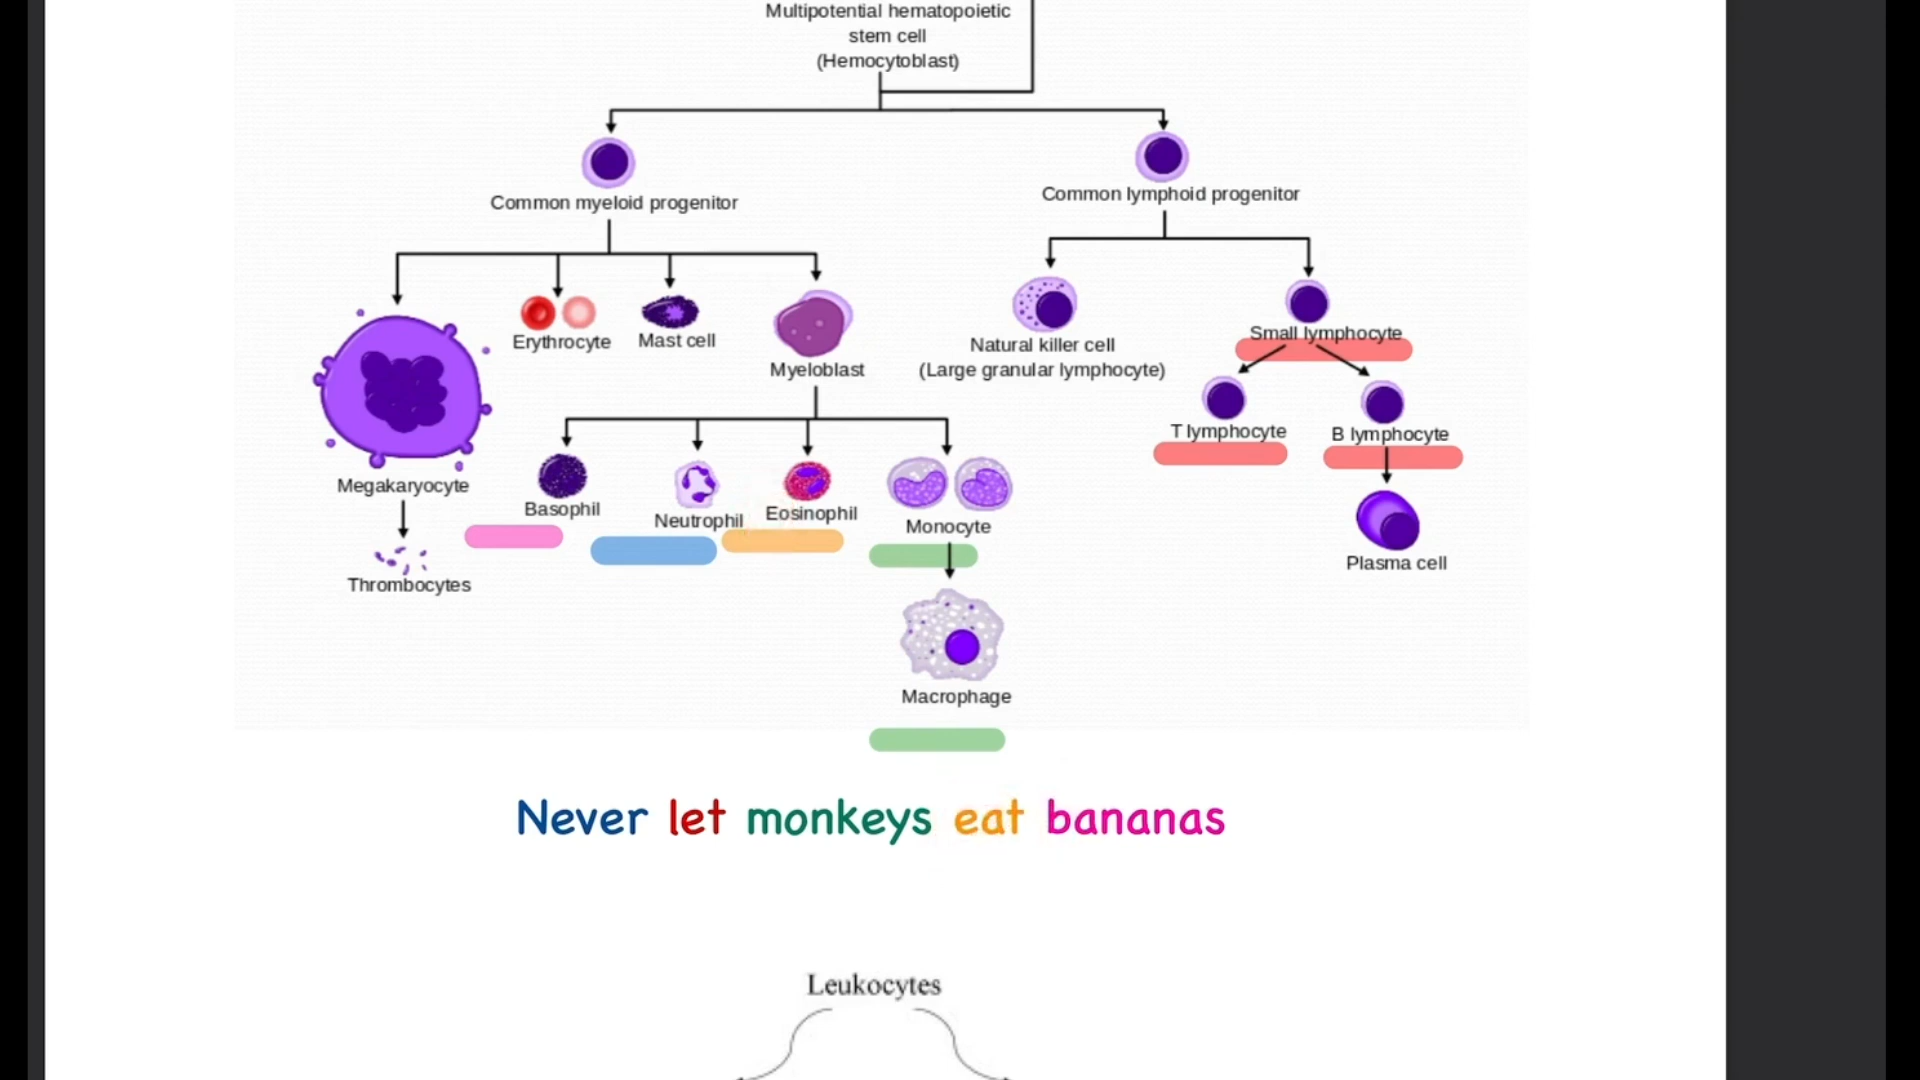 Multipotential hematopoietic
stem cell
(Hemocytoblast)
Common myeloid progenitor
Common lymphoid progenitor
Erythrocyte
Mast cell
Myeloblast
Natural killer cell
(Large granular lymphocyte)
Small lymphocyte
T lymphocyte
B lymphocyte
Megakaryocyte
Basophil
Neutrophil
Eosinophil
Monocyte
Plasma cell
Thrombocytes
Macrophage
Never let monkeys eat bananas
Leukocytes